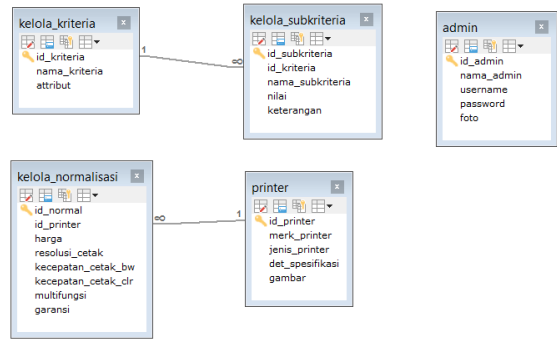 kelola_kriteria
id_kriteria
nama_kriteria
attribut
1
∞
kelola_subkriteria
id_subkriteria
id_kriteria
nama_subkriteria
nilai
keterangan
admin
id_admin
nama_admin
username
password
foto
kelola_normalisasi
id_normal
id_printer
harga
resolusi_cetak
kecepatan_cetak_bw
kecepatan_cetak_clr
multifungsi
garansi
∞
1
printer
id_printer
merk_printer
jenis_printer
det_spesifikasi
gambar